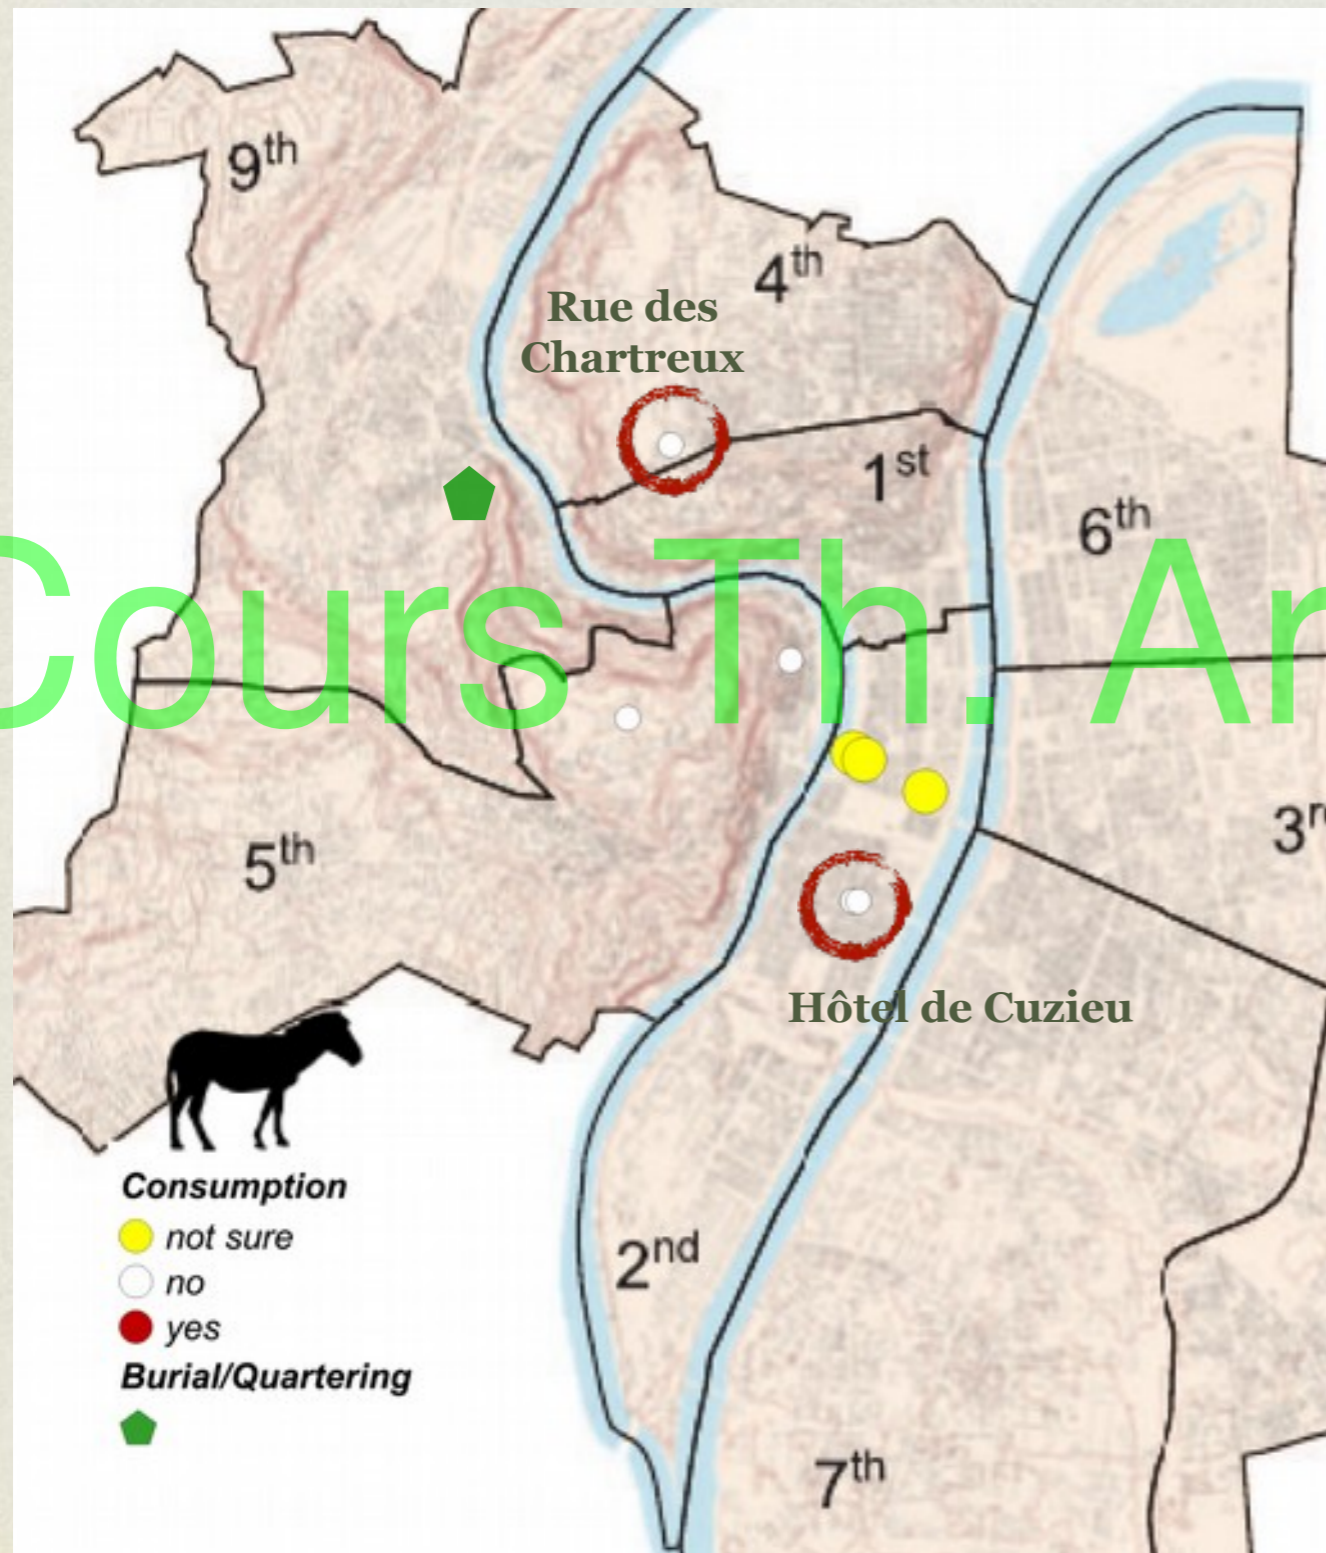 9th
4th
Rue des
Chartreux
1st
6th
Cours Th. Ar
3r
5th
Hôtel de Cuzieu
Consumption
not sure
no
yes
Burial/Quartering
2nd
7th